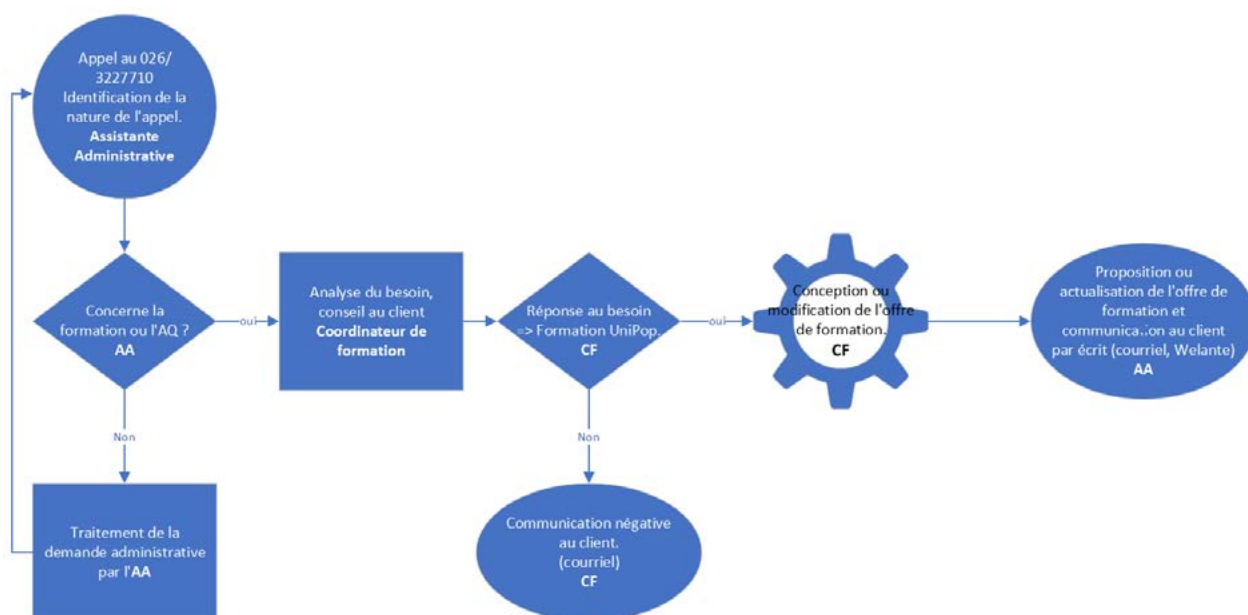 Appel au 026/
3227710
Identification de la
nature de l'appel.
Assistante
Administrative
Concerne la
formation ou l'AQ ?
AA
oui
Analyse du besoin,
conseil au client
Coordinateur de
formation
Réponse au besoin
=> Formation UniPop.
CF
oui
Conception ou
modification de l'offre
de formation.
CF
Proposition ou
actualisation de l'offre de
formation et
communication au client
par écrit (courriel, Welante)
AA
Non
Non
Traitement de la
demande administrative
par l'AA
Communication négative
au client.
(courriel)
CF